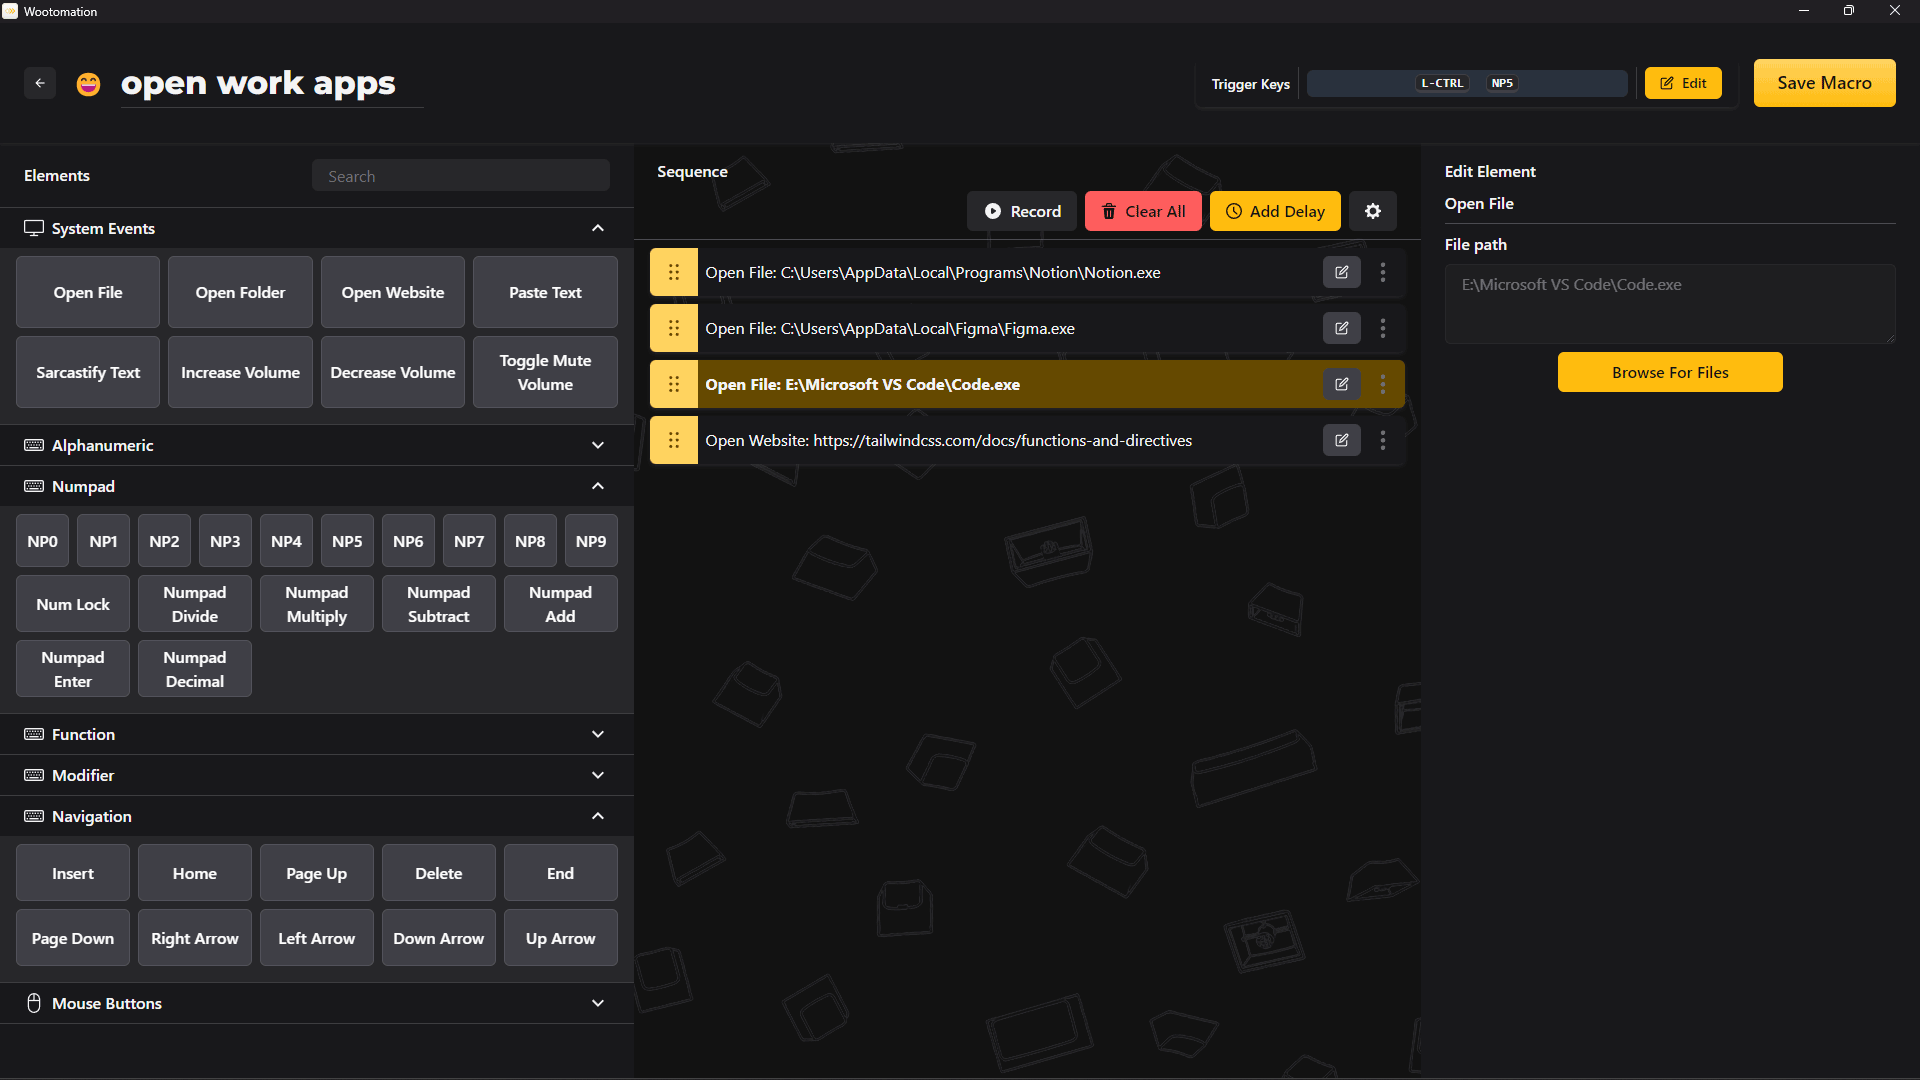 Wootomation
open work apps
Trigger Keys
L-CTRL NP5
Edit
Save Macro
Elements
Search
System Events
Open File
Open Folder
Open Website
Paste Text
Sarcastify Text
Increase Volume
Decrease Volume
Toggle Mute
Volume
Alphanumeric
Numpad
NP0 NP1 NP2 NP3 NP4 NP5 NP6 NP7 NP8 NP9
Num Lock
Numpad
Divide
Numpad
Multiply
Numpad
Subtract
Numpad
Add
Numpad
Enter
Numpad
Decimal
Function
Modifier
Navigation
Insert
Home
Page Up
Delete
End
Page Down
Right Arrow
Left Arrow
Down Arrow
Up Arrow
Mouse Buttons
Sequence
Record
Clear All
Add Delay
Open File: C:\Users\AppData\Local\Programs\Notion\Notion.exe
Open File: C:\Users\AppData\Local\Figma\Figma.exe
Open File: E:\Microsoft VS Code\Code.exe
Open Website: https://tailwindcss.com/docs/functions-and-directives
Edit Element
Open File
File path
E:\Microsoft VS Code\Code.exe
Browse For Files